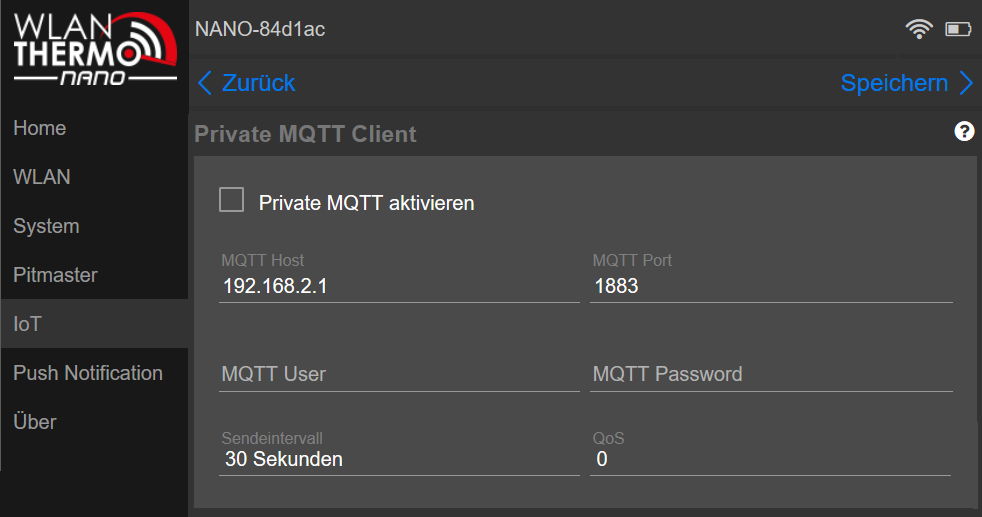 WLAN
THERMO
NANO
NANO-84d1ac
Zurück
Speichern
Home
WLAN
System
Pitmaster
IoT
Push Notification
Über
Private MQTT Client
?
Private MQTT aktivieren
MQTT Host
192.168.2.1
MQTT Port
1883
MQTT User
MQTT Password
Sendeintervall
30 Sekunden
QoS
0